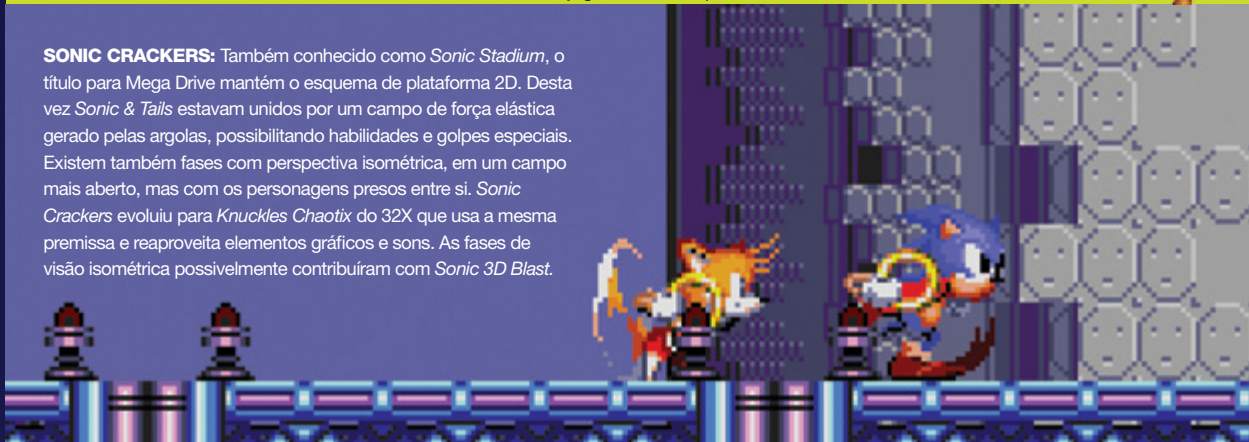 SONIC CRACKERS: Também conhecido como Sonic Stadium, o
título para Mega Drive mantém o esquema de plataforma 2D. Desta
vez Sonic & Tails estavam unidos por um campo de força elástica
gerado pelas argolas, possibilitando habilidades e golpes especiais.
Existem também fases com perspectiva isométrica, em um campo
mais aberto, mas com os personagens presos entre si. Sonic
Crackers evoluiu para Knuckles Chaotix do 32X que usa a mesma
premissa e reaproveita elementos gráficos e sons. As fases de
visão isométrica possivelmente contribuíram com Sonic 3D Blast.